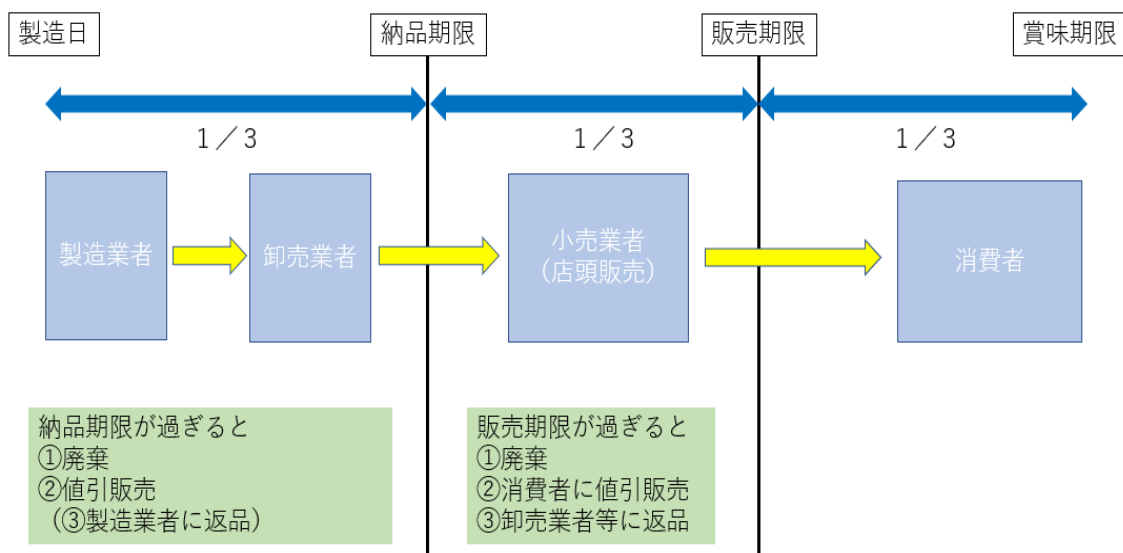 製造日
納品期限
販売期限
賞味期限
1／3
1／3
1／3
製造業者
卸売業者
小売業者
（店頭販売）
消費者
納品期限が過ぎると
①廃棄
②値引販売
（③製造業者に返品）
販売期限が過ぎると
①廃棄
②消費者に値引販売
③卸売業者等に返品